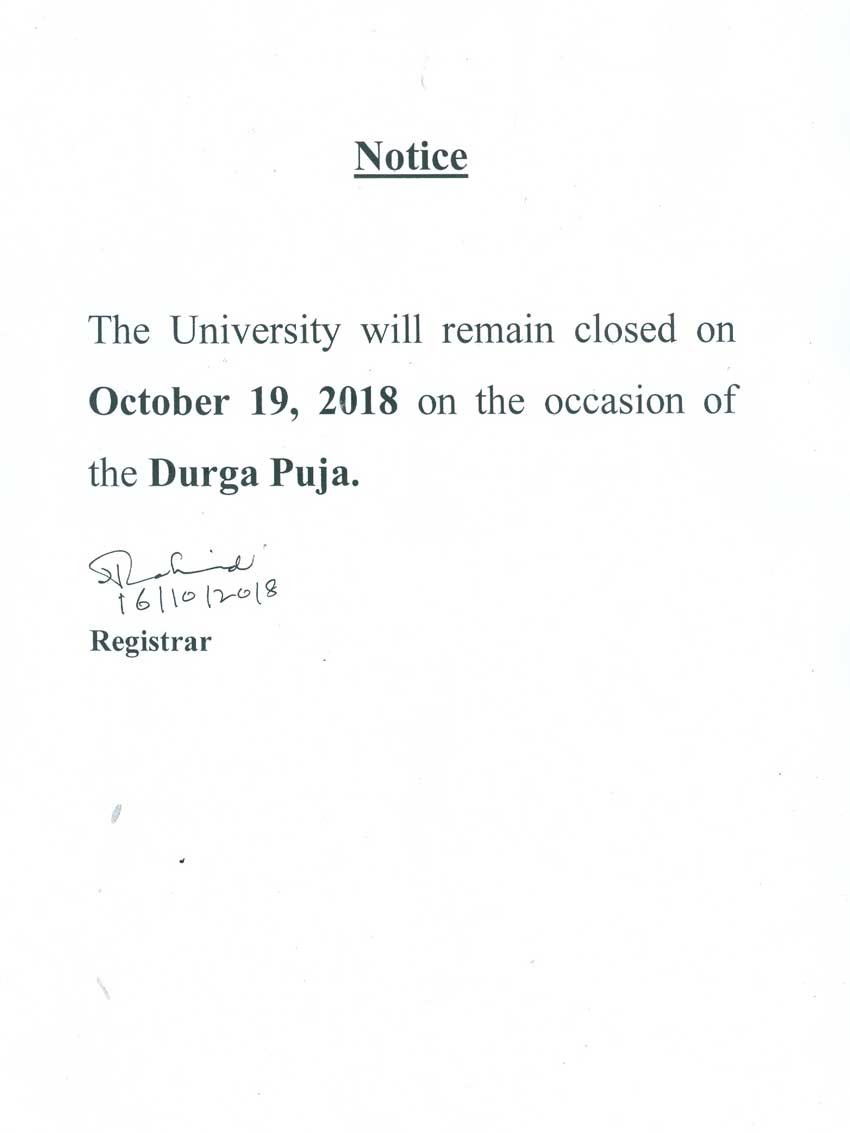 Notice
The University will remain closed on
October 19, 2018 on the occasion of
the Durga Puja.
16/10/2018
Registrar